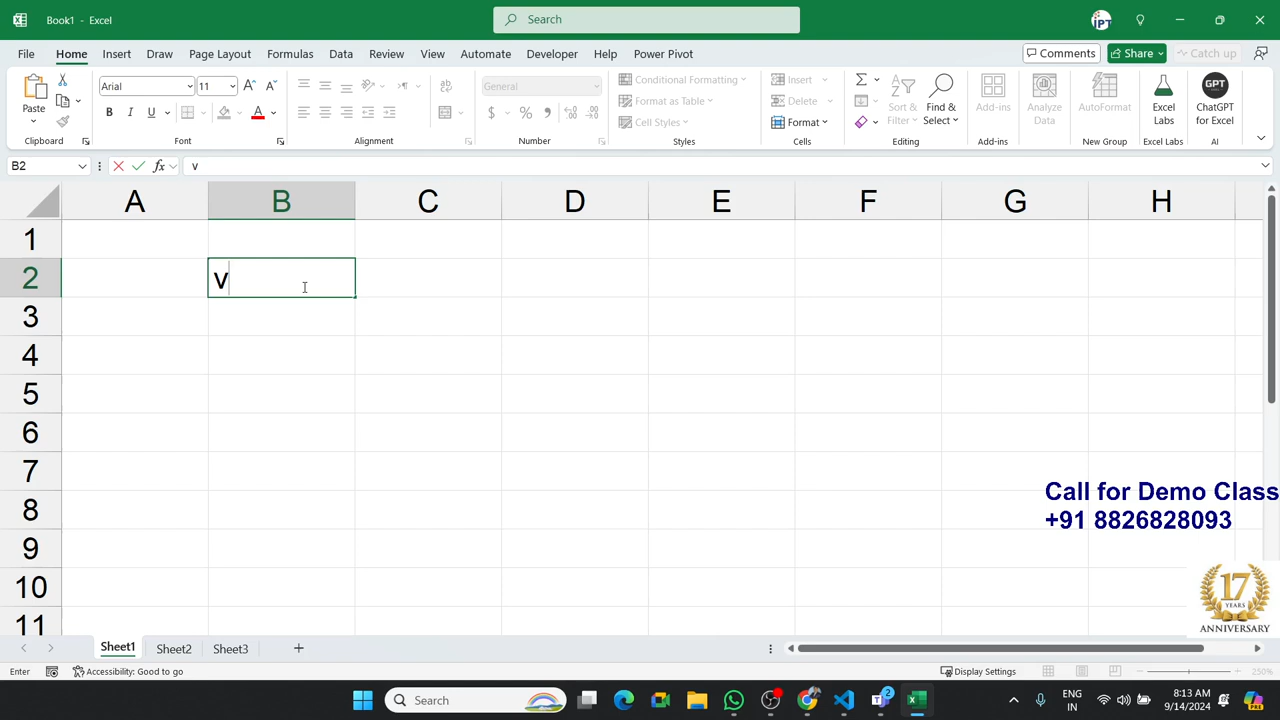 Book1 - Excel
Search
IPT
File Home Insert Draw Page Layout Formulas Data Review View Automate Developer Help Power Pivot
Comments Share Catch up
Paste
Clipboard
Arial 11
B I U A
Font
Alignment
General
$ % ,
Number
Conditional Formatting
Format as Table
Cell Styles
Styles
Insert
Delete
Format
Cells
Sort & Filter
Find & Select
Editing
Add-ins
Add-ins
Analyze Data
AutoFormat
New Group
Excel Labs
Excel Labs
GPT
ChatGPT for Excel
AI
B2 fx v
A B C D E F G H
1
2 v
3
4
5
6
7
8
9
10
11
Call for Demo Class
+91 8826828093
17
YEARS
ANNIVERSARY
Sheet1 Sheet2 Sheet3
Enter Accessibility: Good to go Display Settings 250%
Search
2
ENG
IN
8:13 AM
9/14/2024
PRE